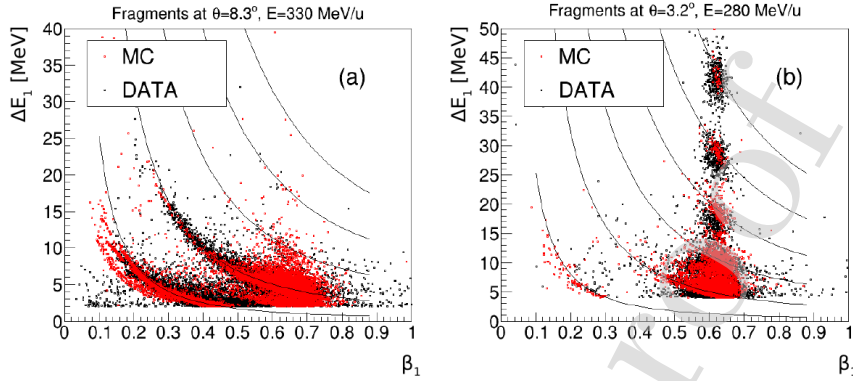 Fragments at θ=8.3°, E=330 MeV/u
ΔE₁ [MeV]
40
35
30
25
20
15
10
5
0
MC
DATA
(a)
0 0.1 0.2 0.3 0.4 0.5 0.6 0.7 0.8 0.9 1
β₁
Fragments at θ=3.2°, E=280 MeV/u
ΔE₁ [MeV]
50
45
40
35
30
25
20
15
10
5
0
MC
DATA
(b)
0 0.1 0.2 0.3 0.4 0.5 0.6 0.7 0.8 0.9 1
β₁
roof